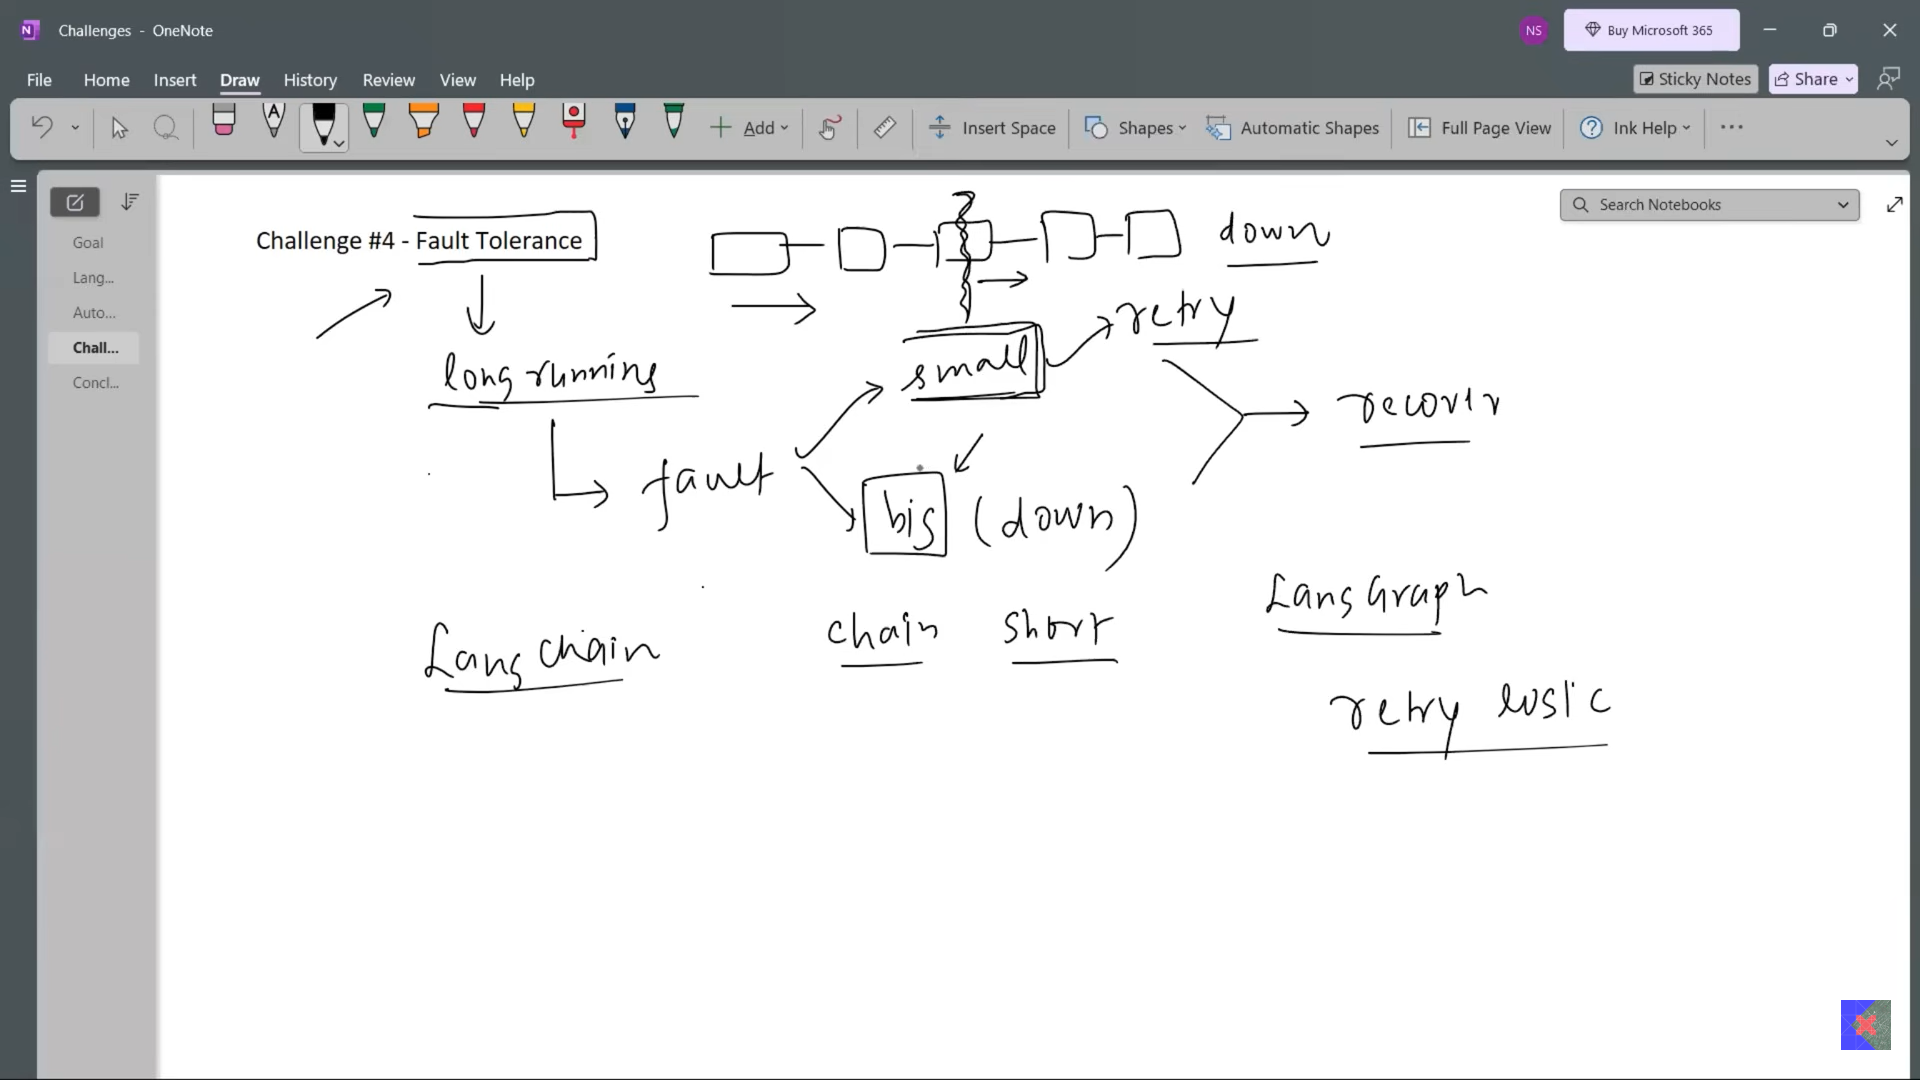 Challenges - OneNote
NS
Buy Microsoft 365
File Home Insert Draw History Review View Help
Sticky Notes
Share
Add
Insert Space
Shapes
Automatic Shapes
Full Page View
Ink Help
Search Notebooks
Goal
Lang...
Auto...
Chall...
Concl...
Challenge #4 - Fault Tolerance
down
retry
small
long running
recover
fault
big (down)
LangGraph
chain short
Langchain
retry logic